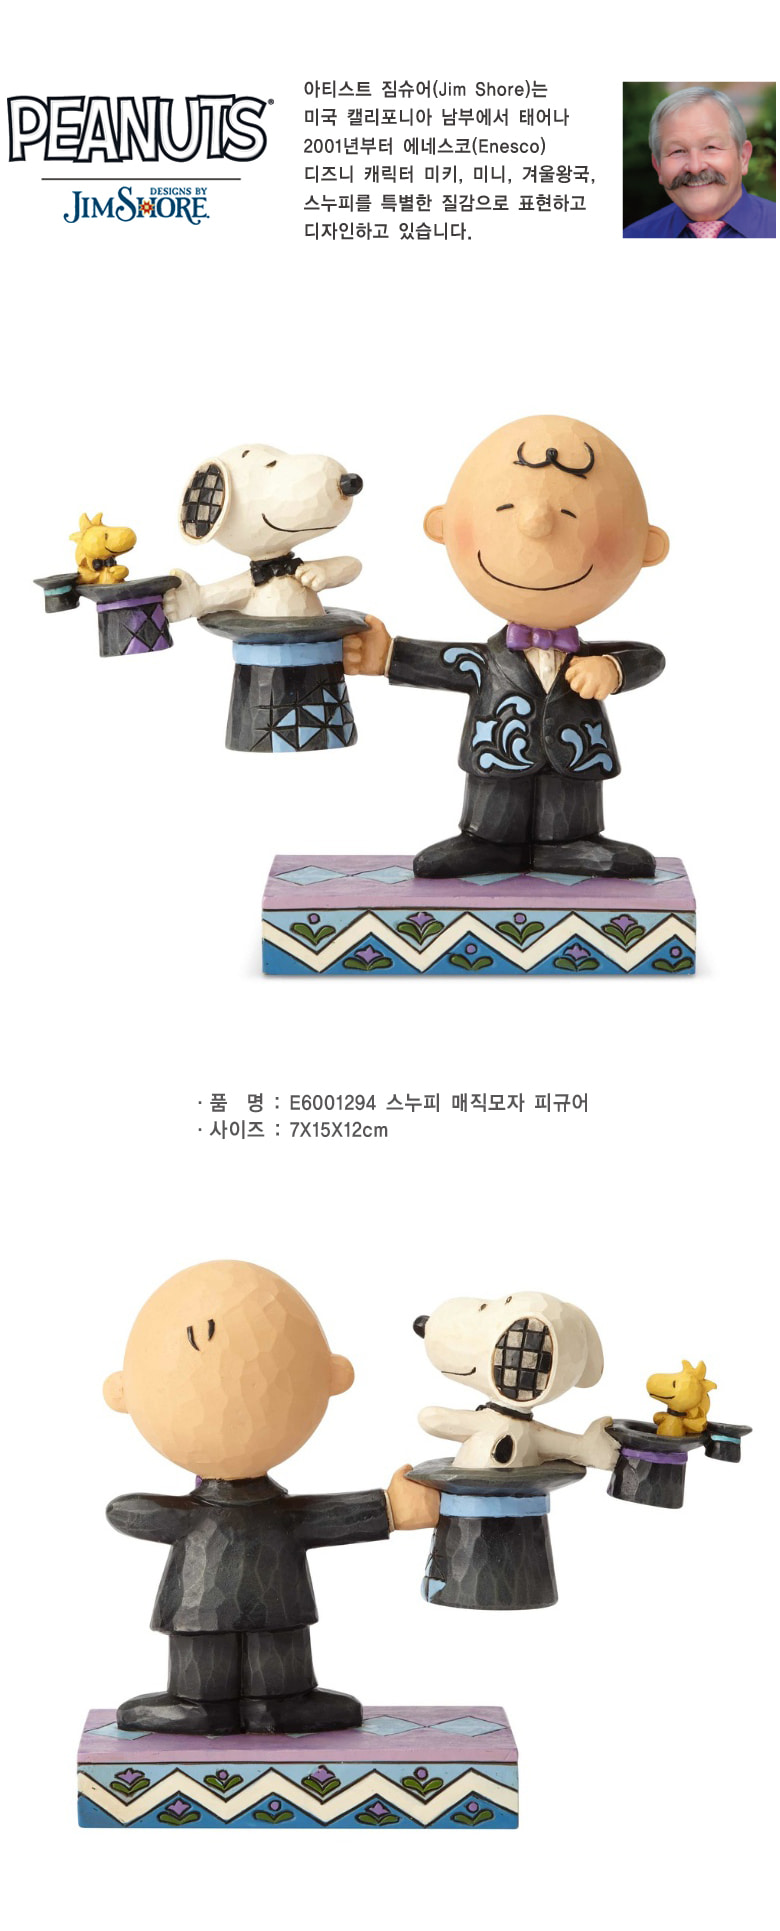 PEANUTS®
DESIGNS BY
JIM SHORE.
아티스트 짐슈어(Jim Shore)는
미국 캘리포니아 남부에서 태어나
2001년부터 에네스코(Enesco)
디즈니 캐릭터 미키, 미니, 겨울왕국,
스누피를 특별한 질감으로 표현하고
디자인하고 있습니다.
· 품 명 : E6001294 스누피 매직모자 피규어
· 사이즈 : 7X15X12cm